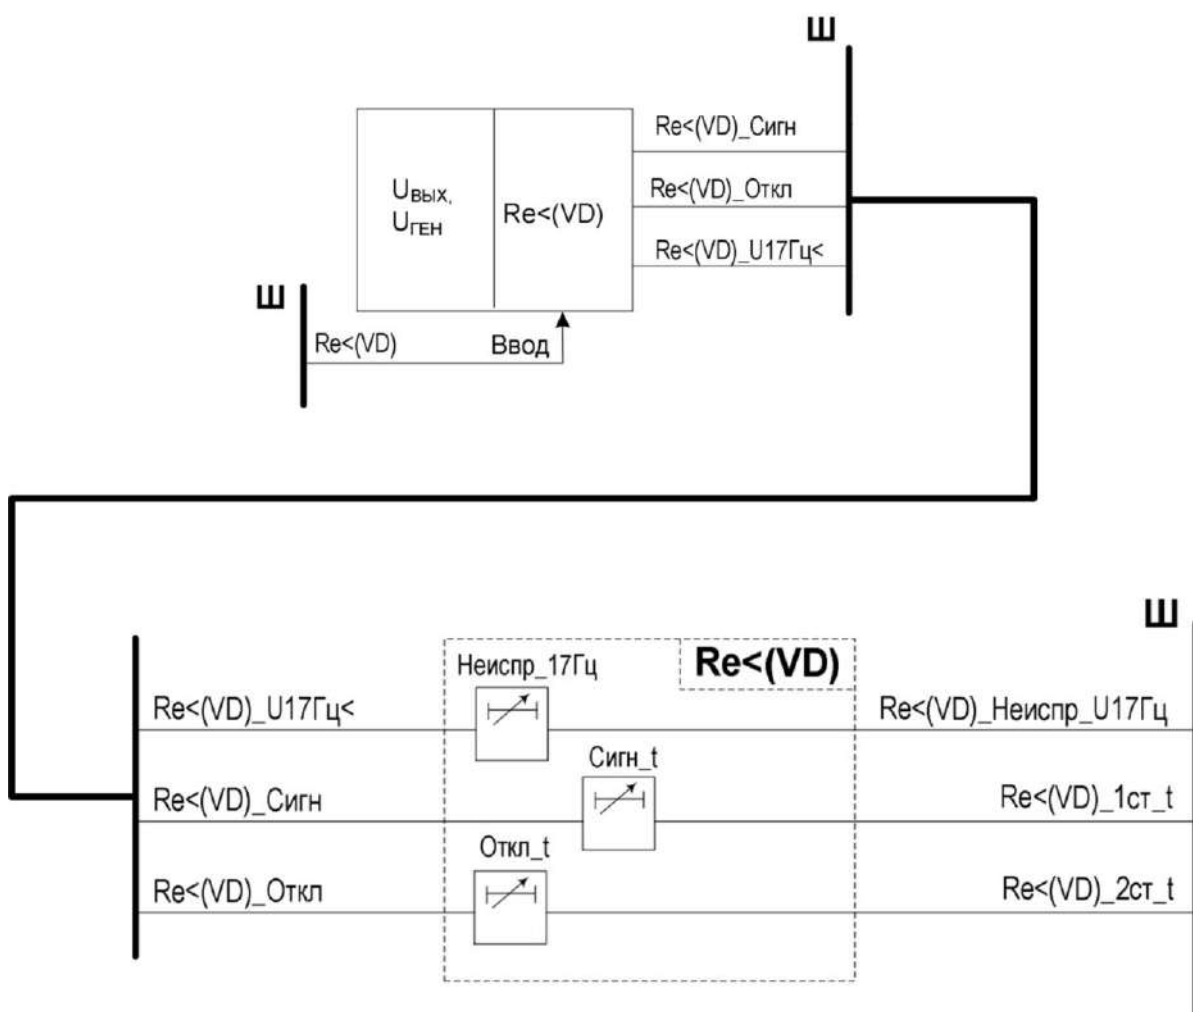 Ш
Re<(VD)_Сигн
Uвых,
Uген
Re<(VD)
Re<(VD)_Откл
Re<(VD)_U17Гц<
Ш
Re<(VD)
Ввод
Ш
Неиспр_17Гц
Re<(VD)
Re<(VD)_U17Гц<
Re<(VD)_Неиспр_U17Гц
Сигн_t
Re<(VD)_Сигн
Re<(VD)_1ст_t
Откл_t
Re<(VD)_Откл
Re<(VD)_2ст_t